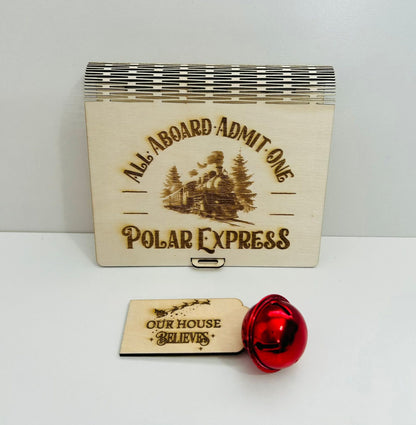 ALL · ABOARD · ADMIT · ONE
POLAR EXPRESS
OUR HOUSE
BELIEVES